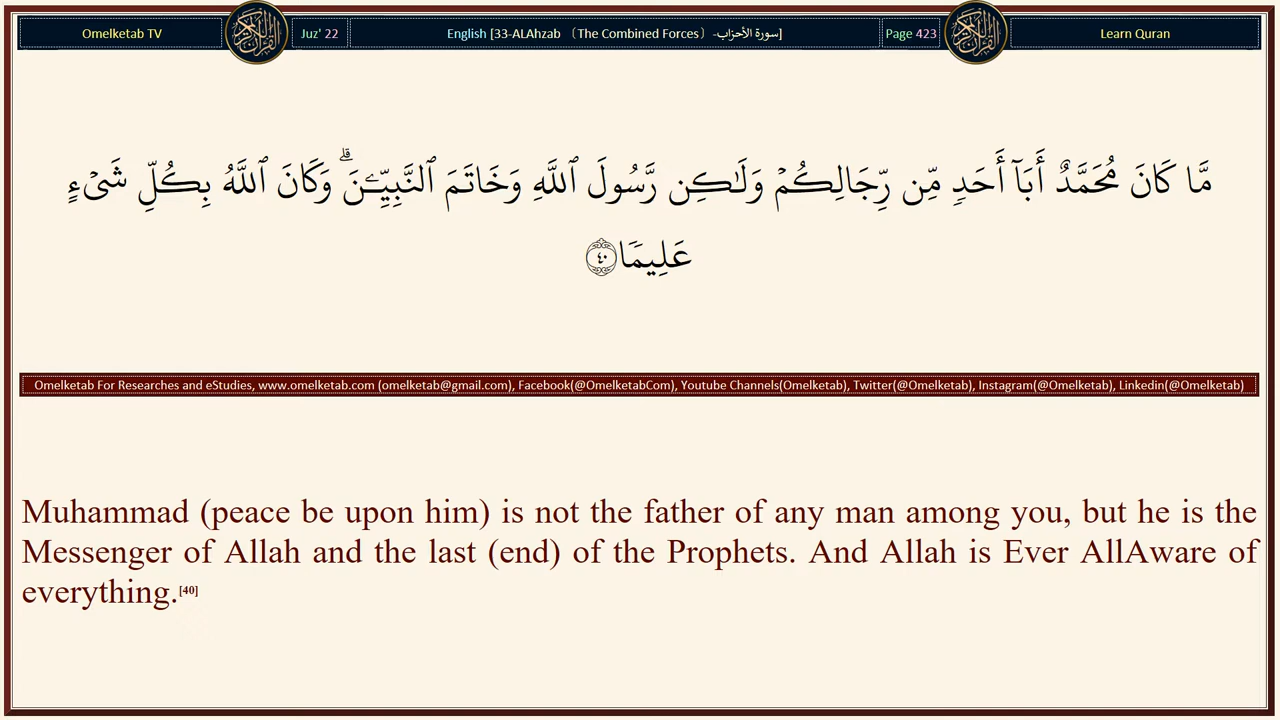 Omelketab TV
Juz' 22
English [33-ALAhzab (The Combined Forces) -سورة الأحزاب]
Page 423
Learn Quran
مَّا كَانَ مُحَمَّدٌ أَبَآ أَحَدٍ مِّن رِّجَالِكُمْ وَلَٰكِن رَّسُولَ ٱللَّهِ وَخَاتَمَ ٱلنَّبِيِّـۧنَ ۗ وَكَانَ ٱللَّهُ بِكُلِّ شَىْءٍ
عَلِيمًا ٤٠
Omelketab For Researches and eStudies, www.omelketab.com (omelketab@gmail.com), Facebook(@OmelketabCom), Youtube Channels(Omelketab), Twitter(@Omelketab), Instagram(@Omelketab), Linkedin(@Omelketab)
Muhammad (peace be upon him) is not the father of any man among you, but he is the
Messenger of Allah and the last (end) of the Prophets. And Allah is Ever AllAware of
everything.[40]